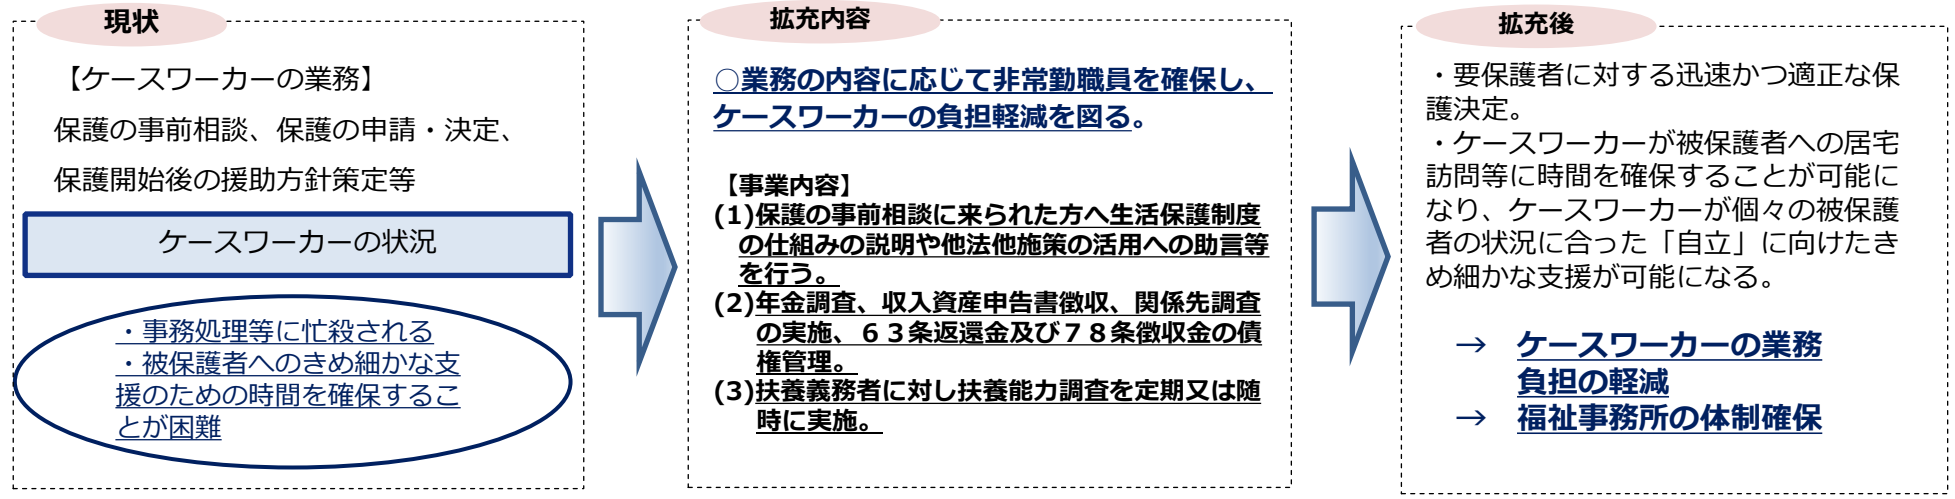 現状
【ケースワーカーの業務】
保護の事前相談、保護の申請・決定、
保護開始後の援助方針策定等
ケースワーカーの状況
・事務処理等に忙殺される
・被保護者へのきめ細かな支
援のための時間を確保するこ
とが困難
拡充内容
○業務の内容に応じて非常勤職員を確保し、
ケースワーカーの負担軽減を図る。
【事業内容】
(1)保護の事前相談に来られた方へ生活保護制度
の仕組みの説明や他法他施策の活用への助言等
を行う。
(2)年金調査、収入資産申告書徴収、関係先調査
の実施、６３条返還金及び７８条徴収金の債
権管理。
(3)扶養義務者に対し扶養能力調査を定期又は随
時に実施。
拡充後
・要保護者に対する迅速かつ適正な保
護決定。
・ケースワーカーが被保護者への居宅
訪問等に時間を確保することが可能に
なり、ケースワーカーが個々の被保護
者の状況に合った「自立」に向けたき
め細かな支援が可能になる。
→ ケースワーカーの業務
負担の軽減
→ 福祉事務所の体制確保